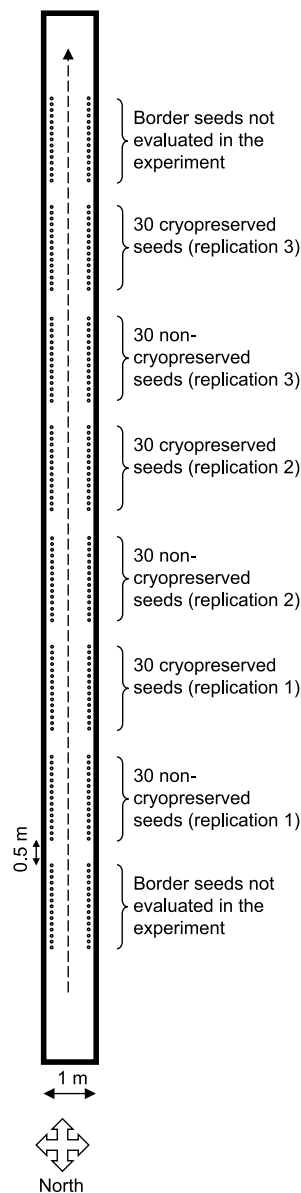 Border seeds not
evaluated in the
experiment
30 cryopreserved
seeds (replication 3)
30 non-
cryopreserved
seeds (replication 3)
30 cryopreserved
seeds (replication 2)
30 non-
cryopreserved
seeds (replication 2)
30 cryopreserved
seeds (replication 1)
30 non-
cryopreserved
seeds (replication 1)
0.5 m
Border seeds not
evaluated in the
experiment
1 m
North